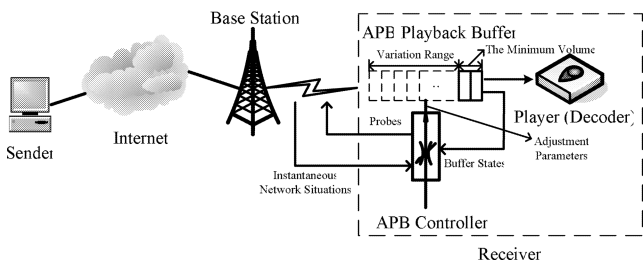 Base Station
APB Playback Buffer
Variation Range
The Minimum Volume
..
Internet
Sender
Probes
Player (Decoder)
Adjustment
Parameters
Buffer States
Instantaneous
Network Situations
APB Controller
Receiver